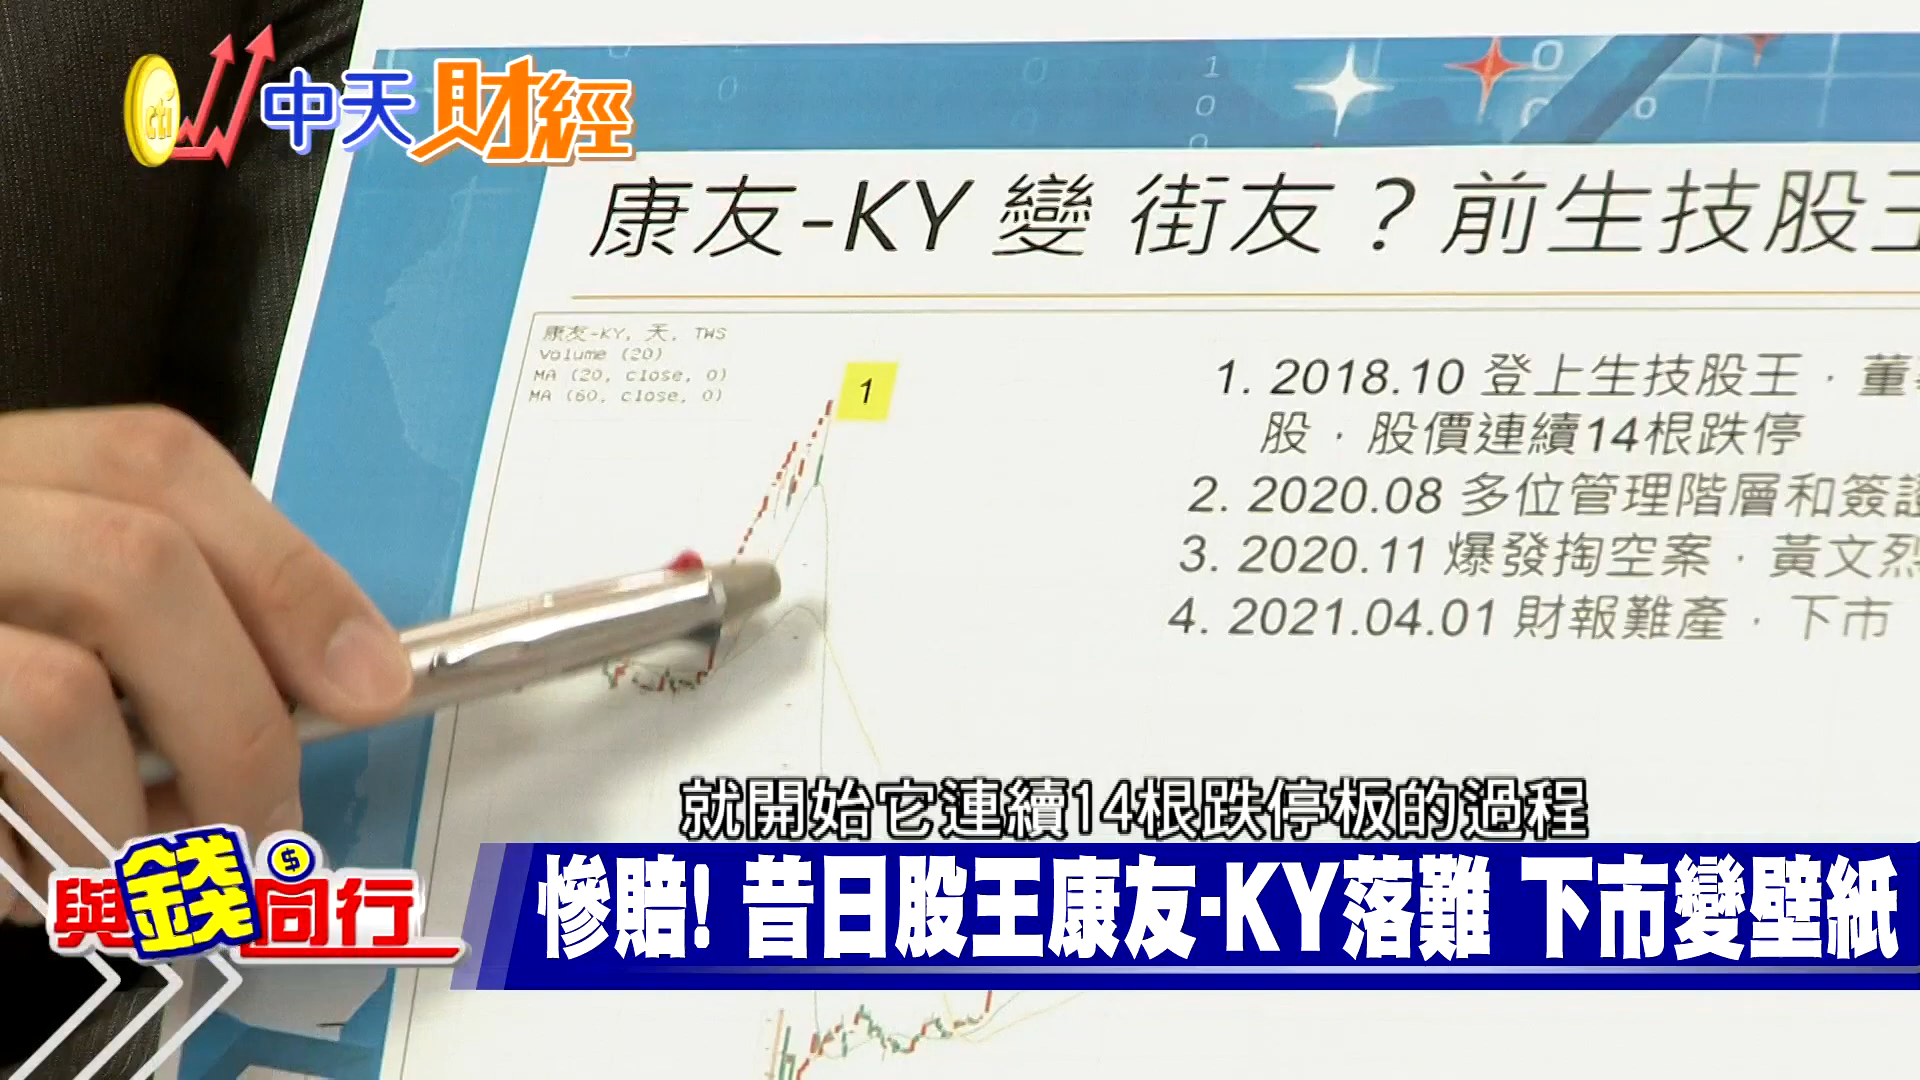 cti 中天財經
康友-KY 變 街友？前生技股王
康友-KY, 天, TWS
Volume (20)
MA (20, close, 0)
MA (60, close, 0)
1
1. 2018.10 登上生技股王，董
股，股價連續14根跌停
2. 2020.08 多位管理階層和簽證
3. 2020.11 爆發掏空案，黃文烈
4. 2021.04.01 財報難產，下市
就開始它連續14根跌停板的過程
與錢同行
慘賠! 昔日股王康友-KY落難 下市變壁紙